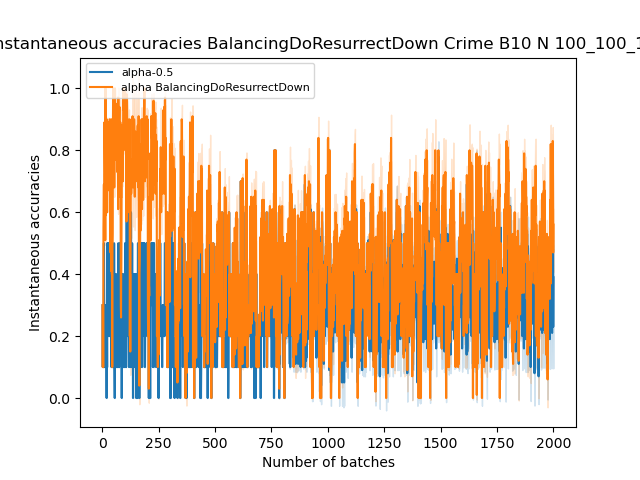 nstantaneous accuracies BalancingDoResurrectDown Crime B10 N 100_100_1
alpha-0.5
alpha BalancingDoResurrectDown
Instantaneous accuracies
1.0
0.8
0.6
0.4
0.2
0.0
0 250 500 750 1000 1250 1500 1750 2000
Number of batches